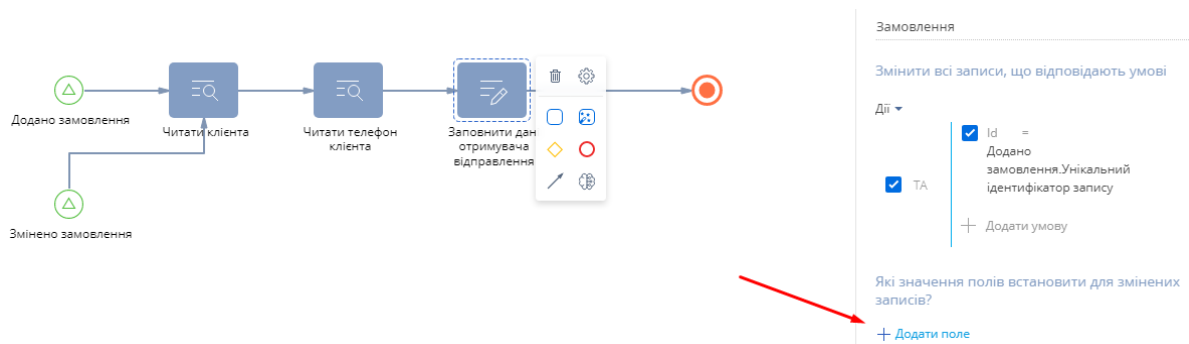 Додано замовлення
Змінено замовлення
Читати клієнта
Читати телефон
клієнта
Заповнити дан
отримувача
відправлення
Замовлення
Змінити всі записи, що відповідають умові
Дії
ТА
Id =
Додано
замовлення.Унікальний
ідентифікатор запису
Додати умову
Які значення полів встановити для змінених
записів?
Додати поле